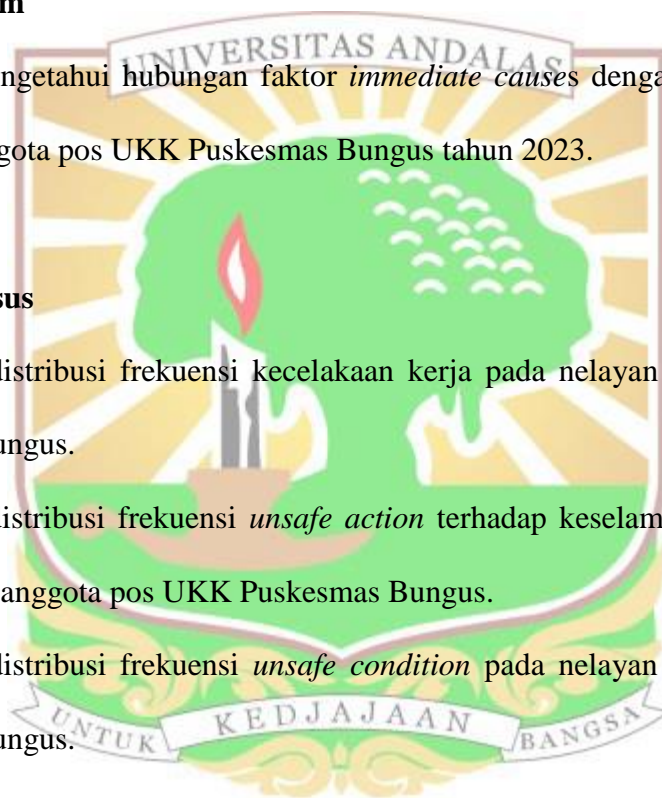 m
UNIVERSITAS ANDALAS
ngetahui hubungan faktor immediate causes denga
ggota pos UKK Puskesmas Bungus tahun 2023.
sus
distribusi frekuensi kecelakaan kerja pada nelayan
ungus.
distribusi frekuensi unsafe action terhadap keselam
anggota pos UKK Puskesmas Bungus.
distribusi frekuensi unsafe condition pada nelayan
UNTUK KEDJAJAAN BANGSA
ungus.